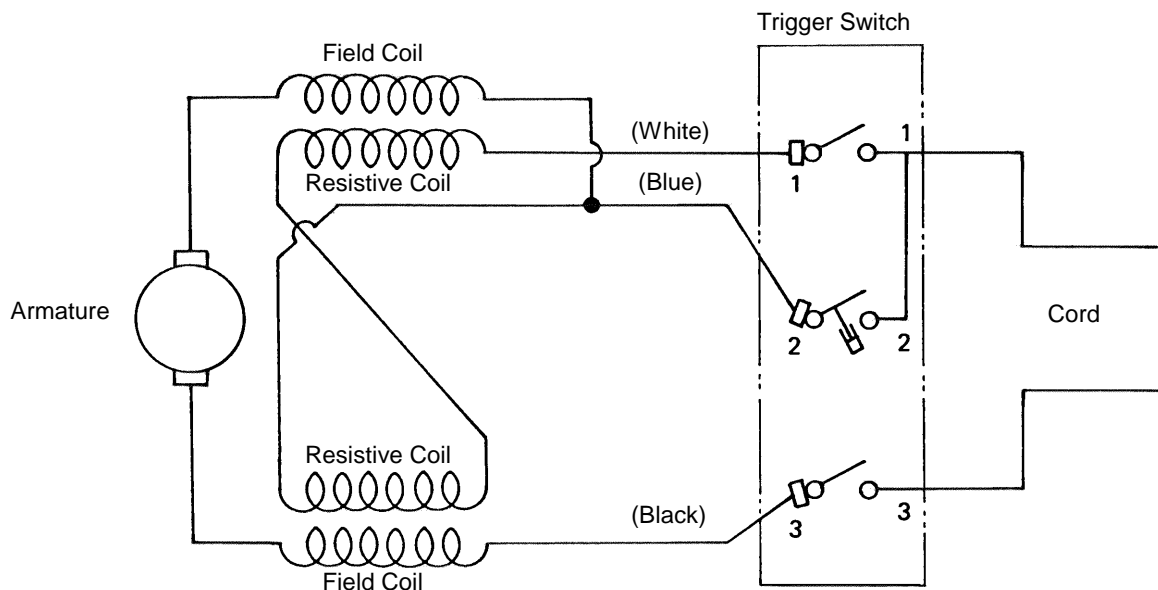 Trigger Switch
Field Coil
(White)
1
1
Resistive Coil
(Blue)
Armature
2
2
Cord
Resistive Coil
(Black)
3
3
Field Coil